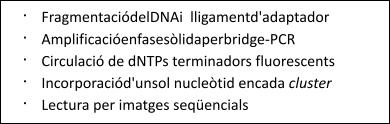 · FragmentaciódelDNAi lligamentd'adaptador
· Amplificacióenfasesòlidaperbridge-PCR
· Circulació de dNTPs terminadors fluorescents
· Incorporaciód'unsol nucleòtid encada cluster
· Lectura per imatges seqüencials